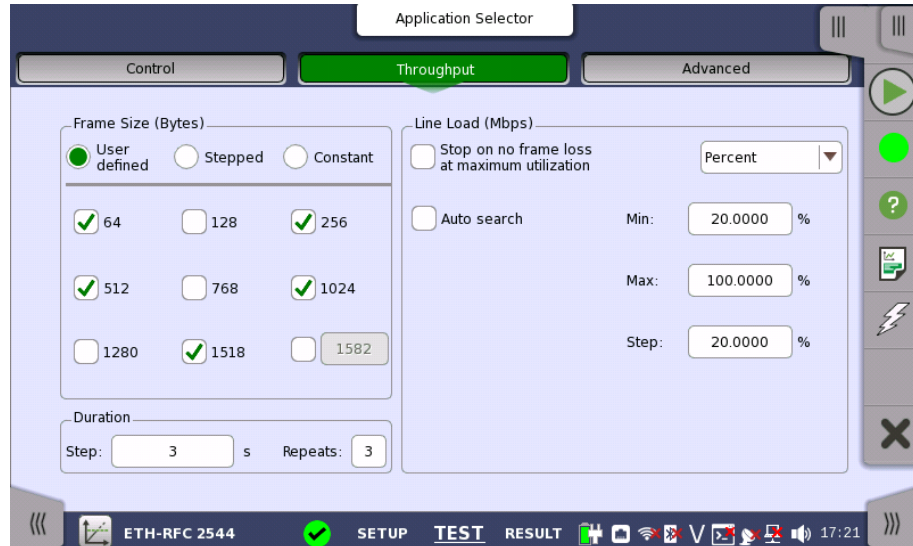 Application Selector
Control
Throughput
Advanced
Frame Size (Bytes)
User defined
Stepped
Constant
64
128
256
512
768
1024
1280
1518
1582
Duration
Step: 3 s
Repeats: 3
Line Load (Mbps)
Stop on no frame loss
at maximum utilization
Percent
Auto search
Min: 20.0000 %
Max: 100.0000 %
Step: 20.0000 %
ETH-RFC 2544
SETUP
TEST
RESULT
V
17:21